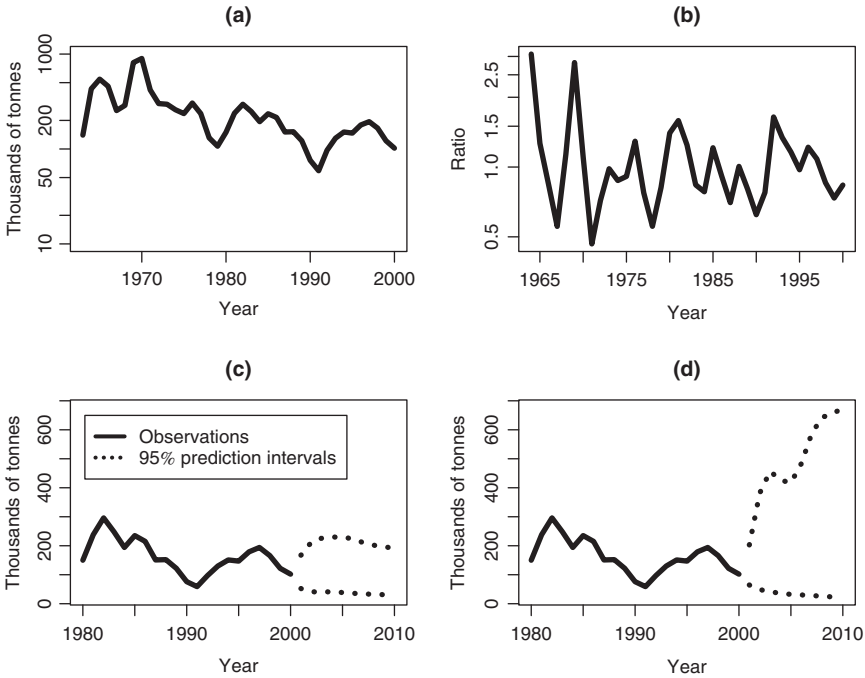 (a)
Thousands of tonnes
1000
200
50
10
1970
1980
1990
2000
Year
(b)
Ratio
2.5
1.5
1.0
0.5
1965
1975
1985
1995
Year
(c)
Thousands of tonnes
600
400
200
0
Observations
95% prediction intervals
1980
1990
2000
2010
Year
(d)
Thousands of tonnes
600
400
200
0
1980
1990
2000
2010
Year